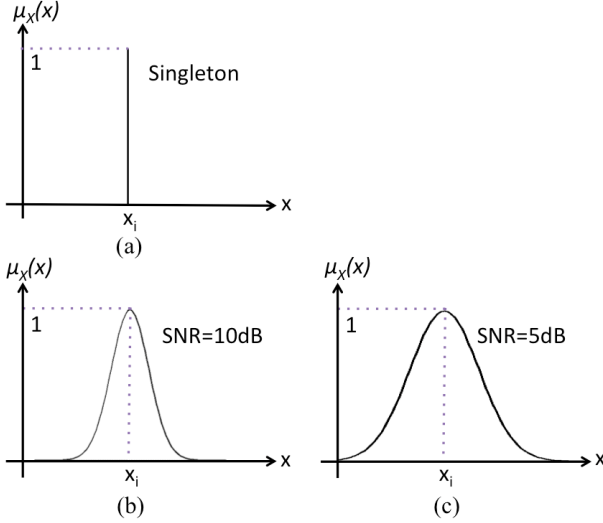 μX(x)
1
Singleton
x
xi
(a)
μX(x)
1
SNR=10dB
x
xi
(b)
μX(x)
1
SNR=5dB
x
xi
(c)